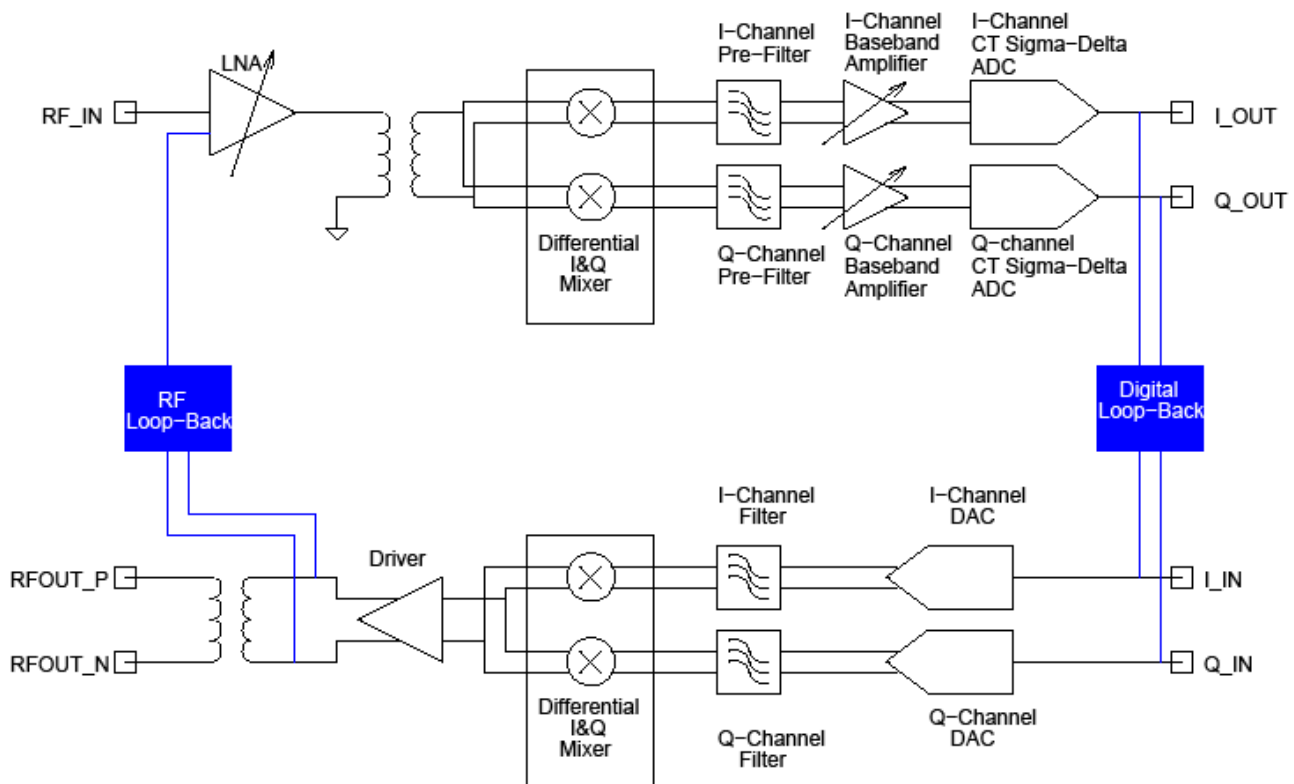 I−Channel
Pre−Filter
I−Channel
Baseband
Amplifier
I−Channel
CT Sigma−Delta
ADC
LNA
RF_IN
I_OUT
Q_OUT
Differential
I&Q
Mixer
Q−Channel
Pre−Filter
Q−Channel
Baseband
Amplifier
Q−channel
CT Sigma−Delta
ADC
RF
Loop−Back
Digital
Loop−Back
I−Channel
Filter
I−Channel
DAC
Driver
RFOUT_P
I_IN
RFOUT_N
Q_IN
Differential
I&Q
Mixer
Q−Channel
Filter
Q−Channel
DAC